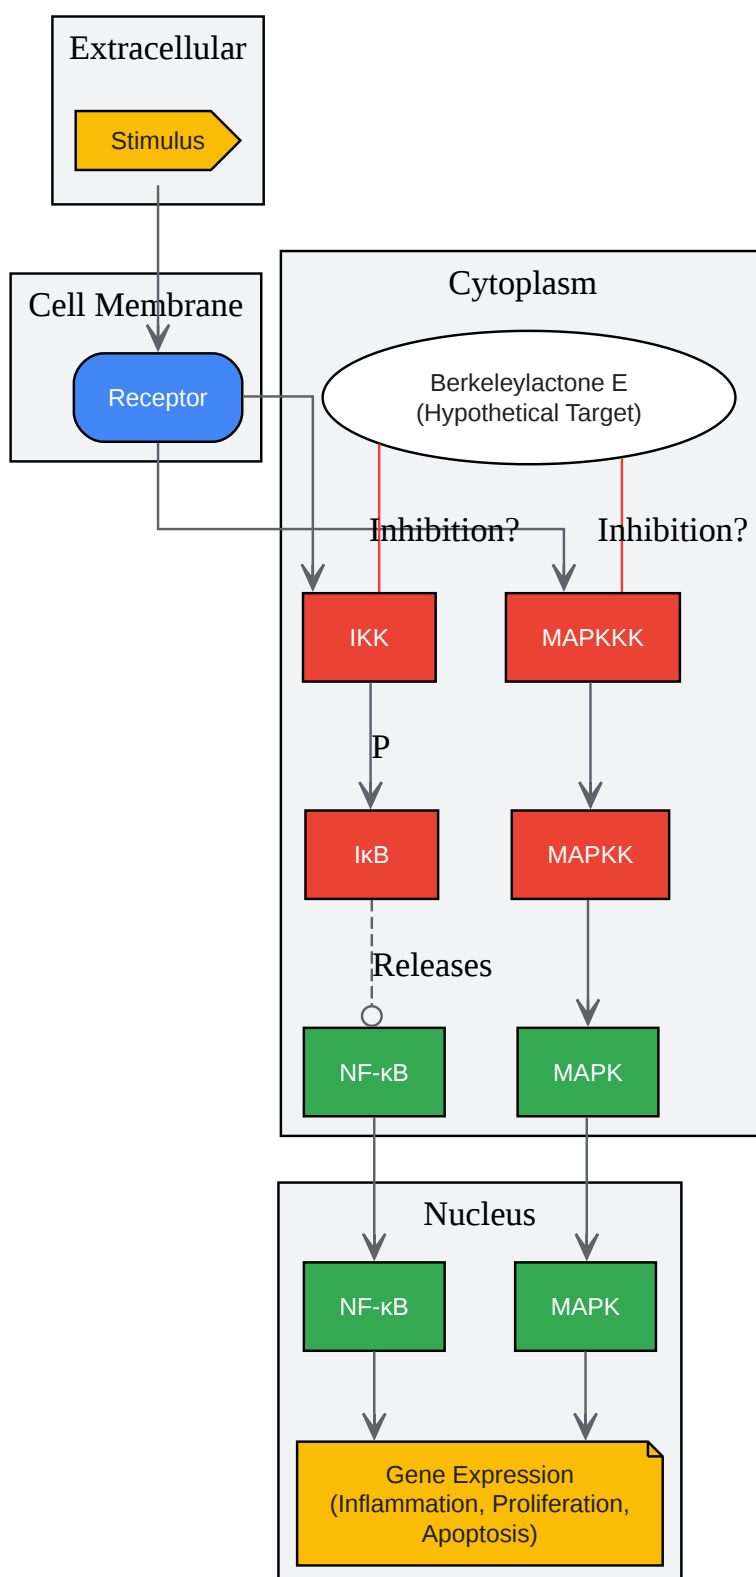 Extracellular
Stimulus
Cell Membrane
Receptor
Cytoplasm
Berkeleylactone E
(Hypothetical Target)
Inhibition?
Inhibition?
IKK
MAPKKK
P
IκB
MAPKK
Releases
NF-κB
MAPK
Nucleus
NF-κB
MAPK
Gene Expression
(Inflammation, Proliferation,
Apoptosis)